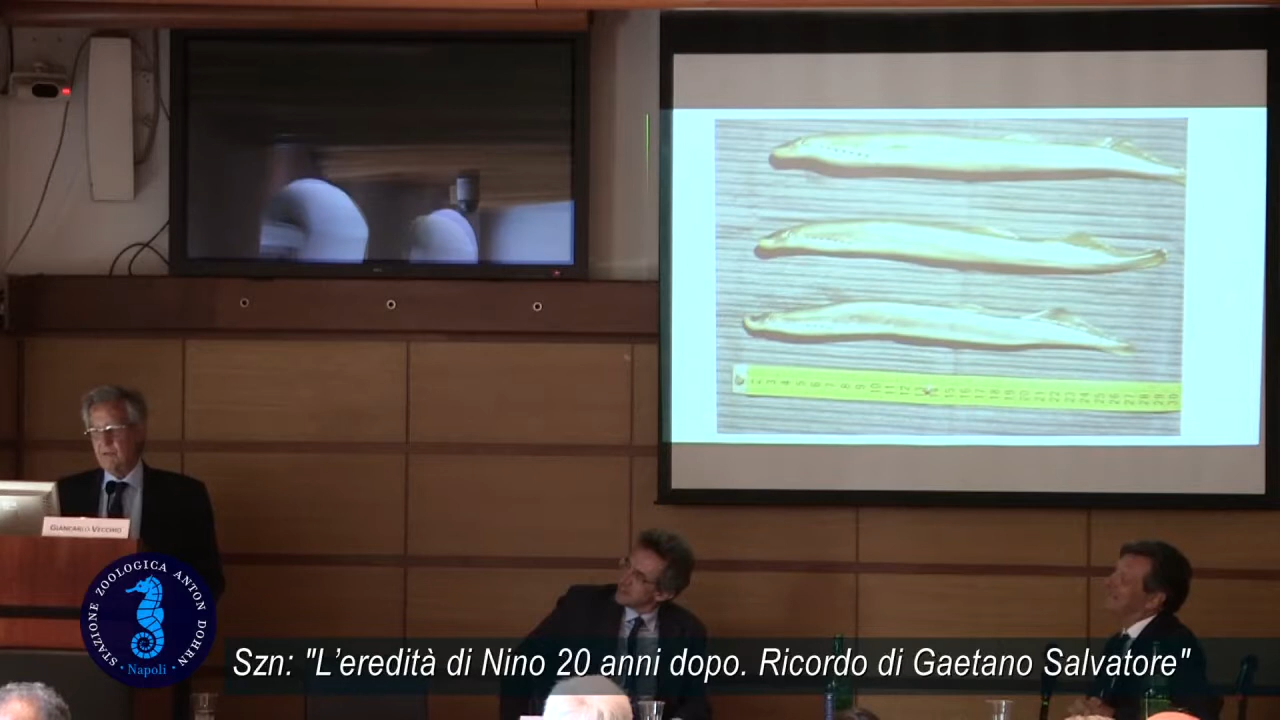 GIANCARLO VECCHIO
STAZIONE ZOOLOGICA ANTON DOHRN
• Napoli •
Szn: "L'eredità di Nino 20 anni dopo. Ricordo di Gaetano Salvatore"